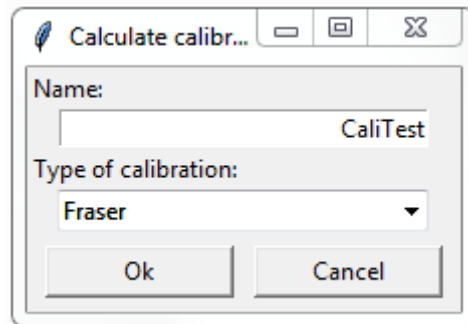 Calculate calibr...
Name:
CaliTest
Type of calibration:
Fraser
Ok Cancel